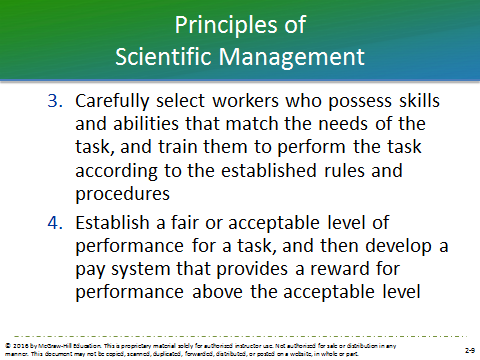 Principles of
Scientific Management
3. Carefully select workers who possess skills
and abilities that match the needs of the
task, and train them to perform the task
according to the established rules and
procedures
4. Establish a fair or acceptable level of
performance for a task, and then develop a
pay system that provides a reward for
performance above the acceptable level
© 2016 by McGraw-Hill Education. This is proprietary material solely for authorized instructor use. Not authorized for sale or distribution in any
manner. This document may not be copied, scanned, duplicated, forwarded, distributed, or posted on a website, in whole or part.
2-9